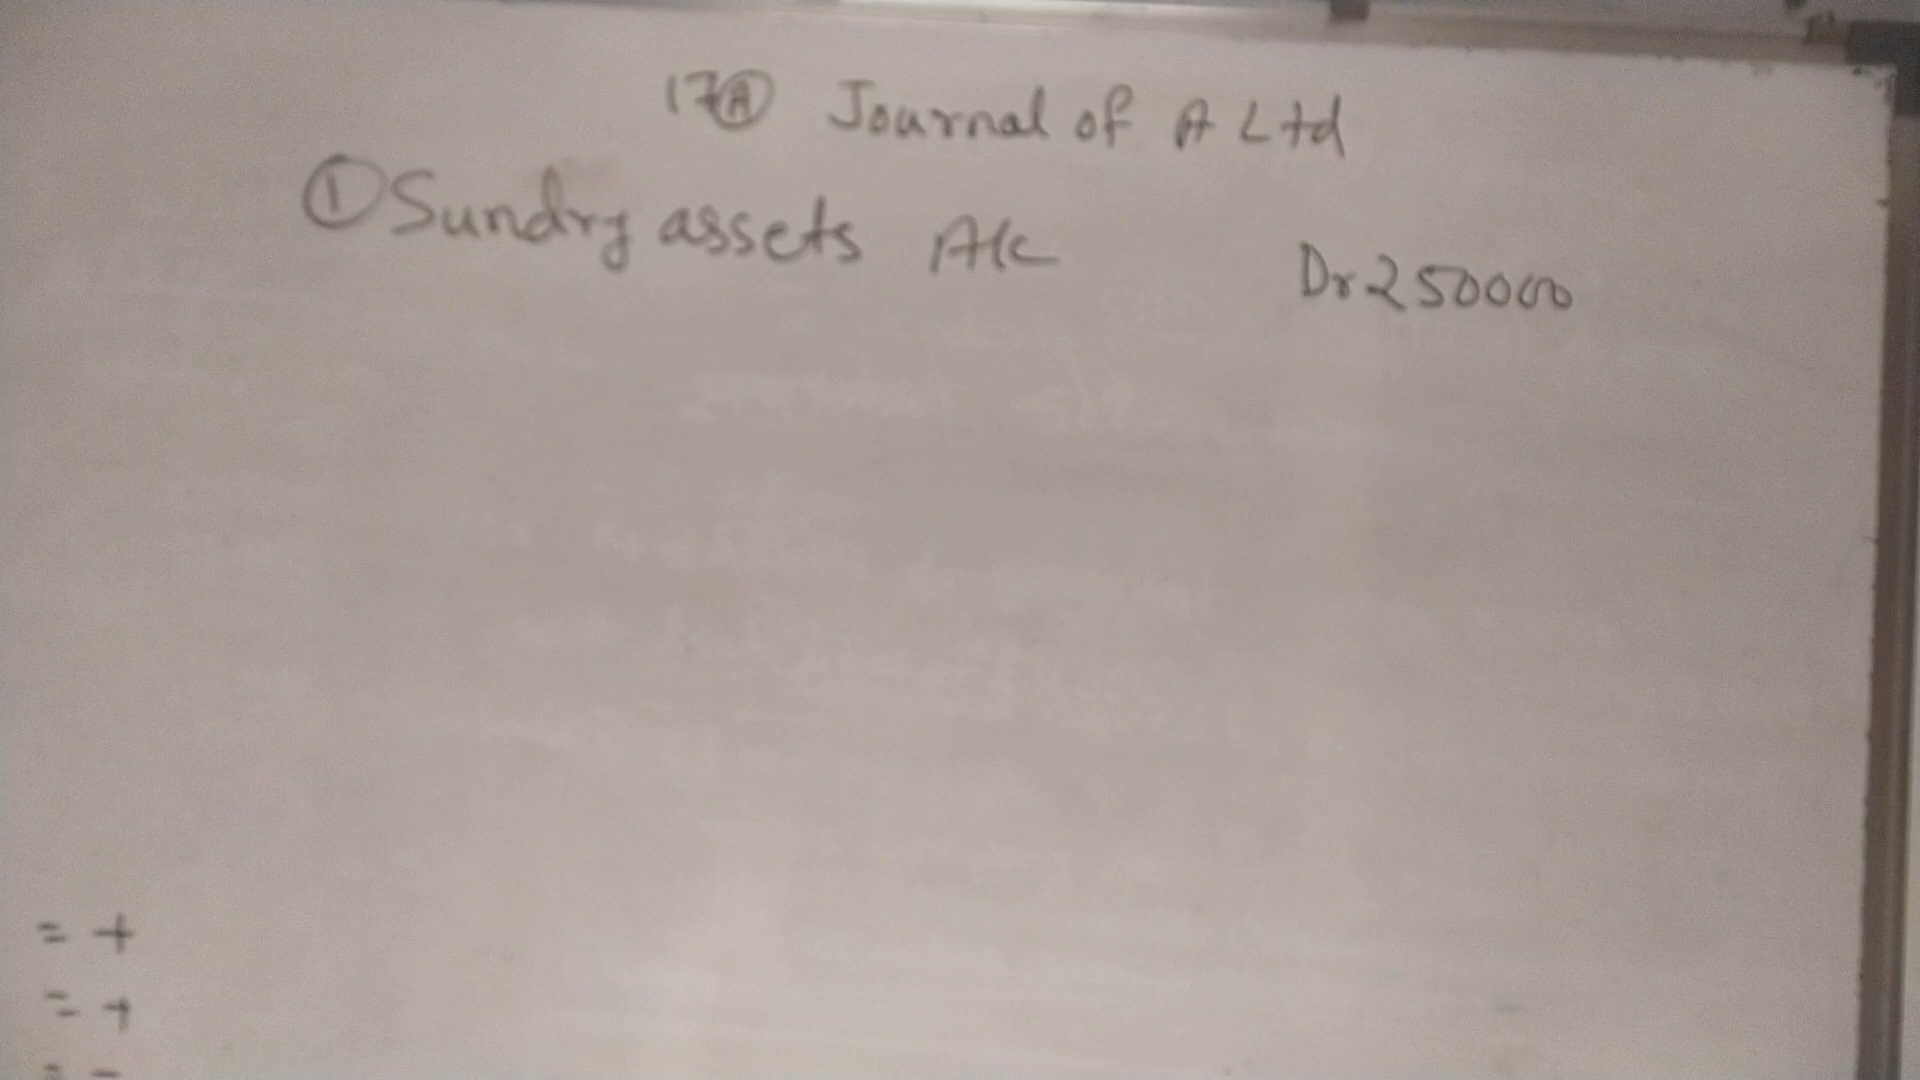 17Ⓐ Journal of A Ltd
① Sundry assets A/c Dr 250000
= +
= +
= -